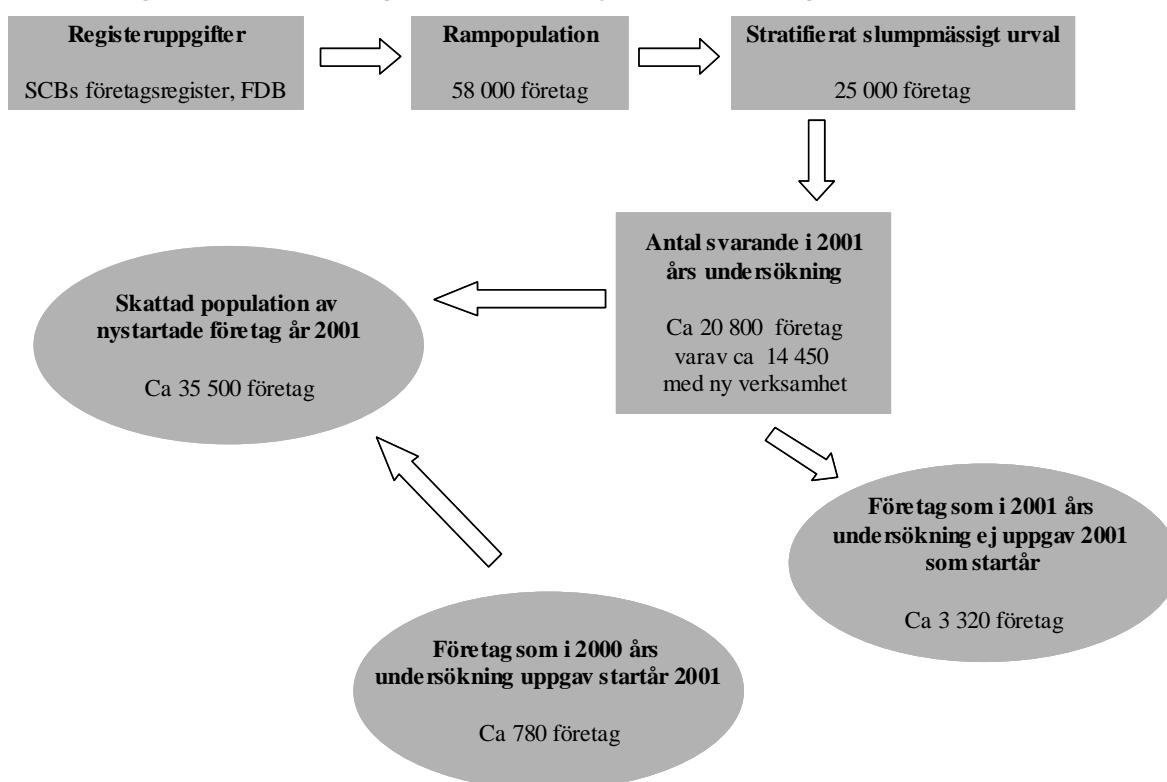 Registeruppgifter
SCBs företagsregister, FDB
Rampopulation
58 000 företag
Stratifierat slumpmässigt urval
25 000 företag
Antal svarande i 2001
års undersökning
Ca 20 800 företag
varav ca 14 450
med ny verksamhet
Skattad population av
nystartade företag år 2001
Ca 35 500 företag
Företag som i 2001 års
undersökning ej uppgav 2001
som startår
Ca 3 320 företag
Företag som i 2000 års
undersökning uppgav startår 2001
Ca 780 företag